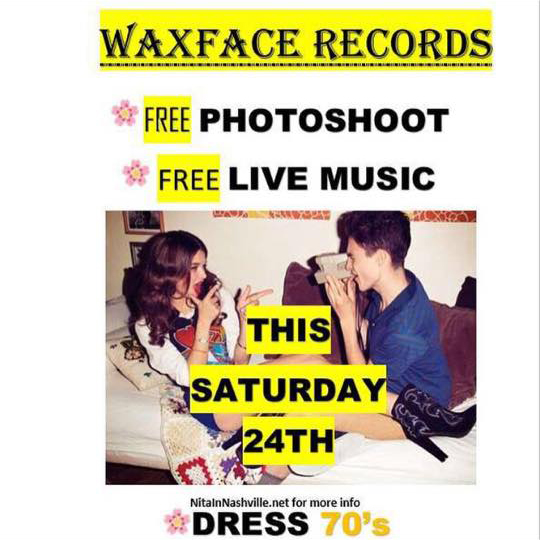 WAXFACE RECORDS
FREE PHOTOSHOOT
FREE LIVE MUSIC
THIS
SATURDAY
24TH
NitaInNashville.net for more info
DRESS 70's